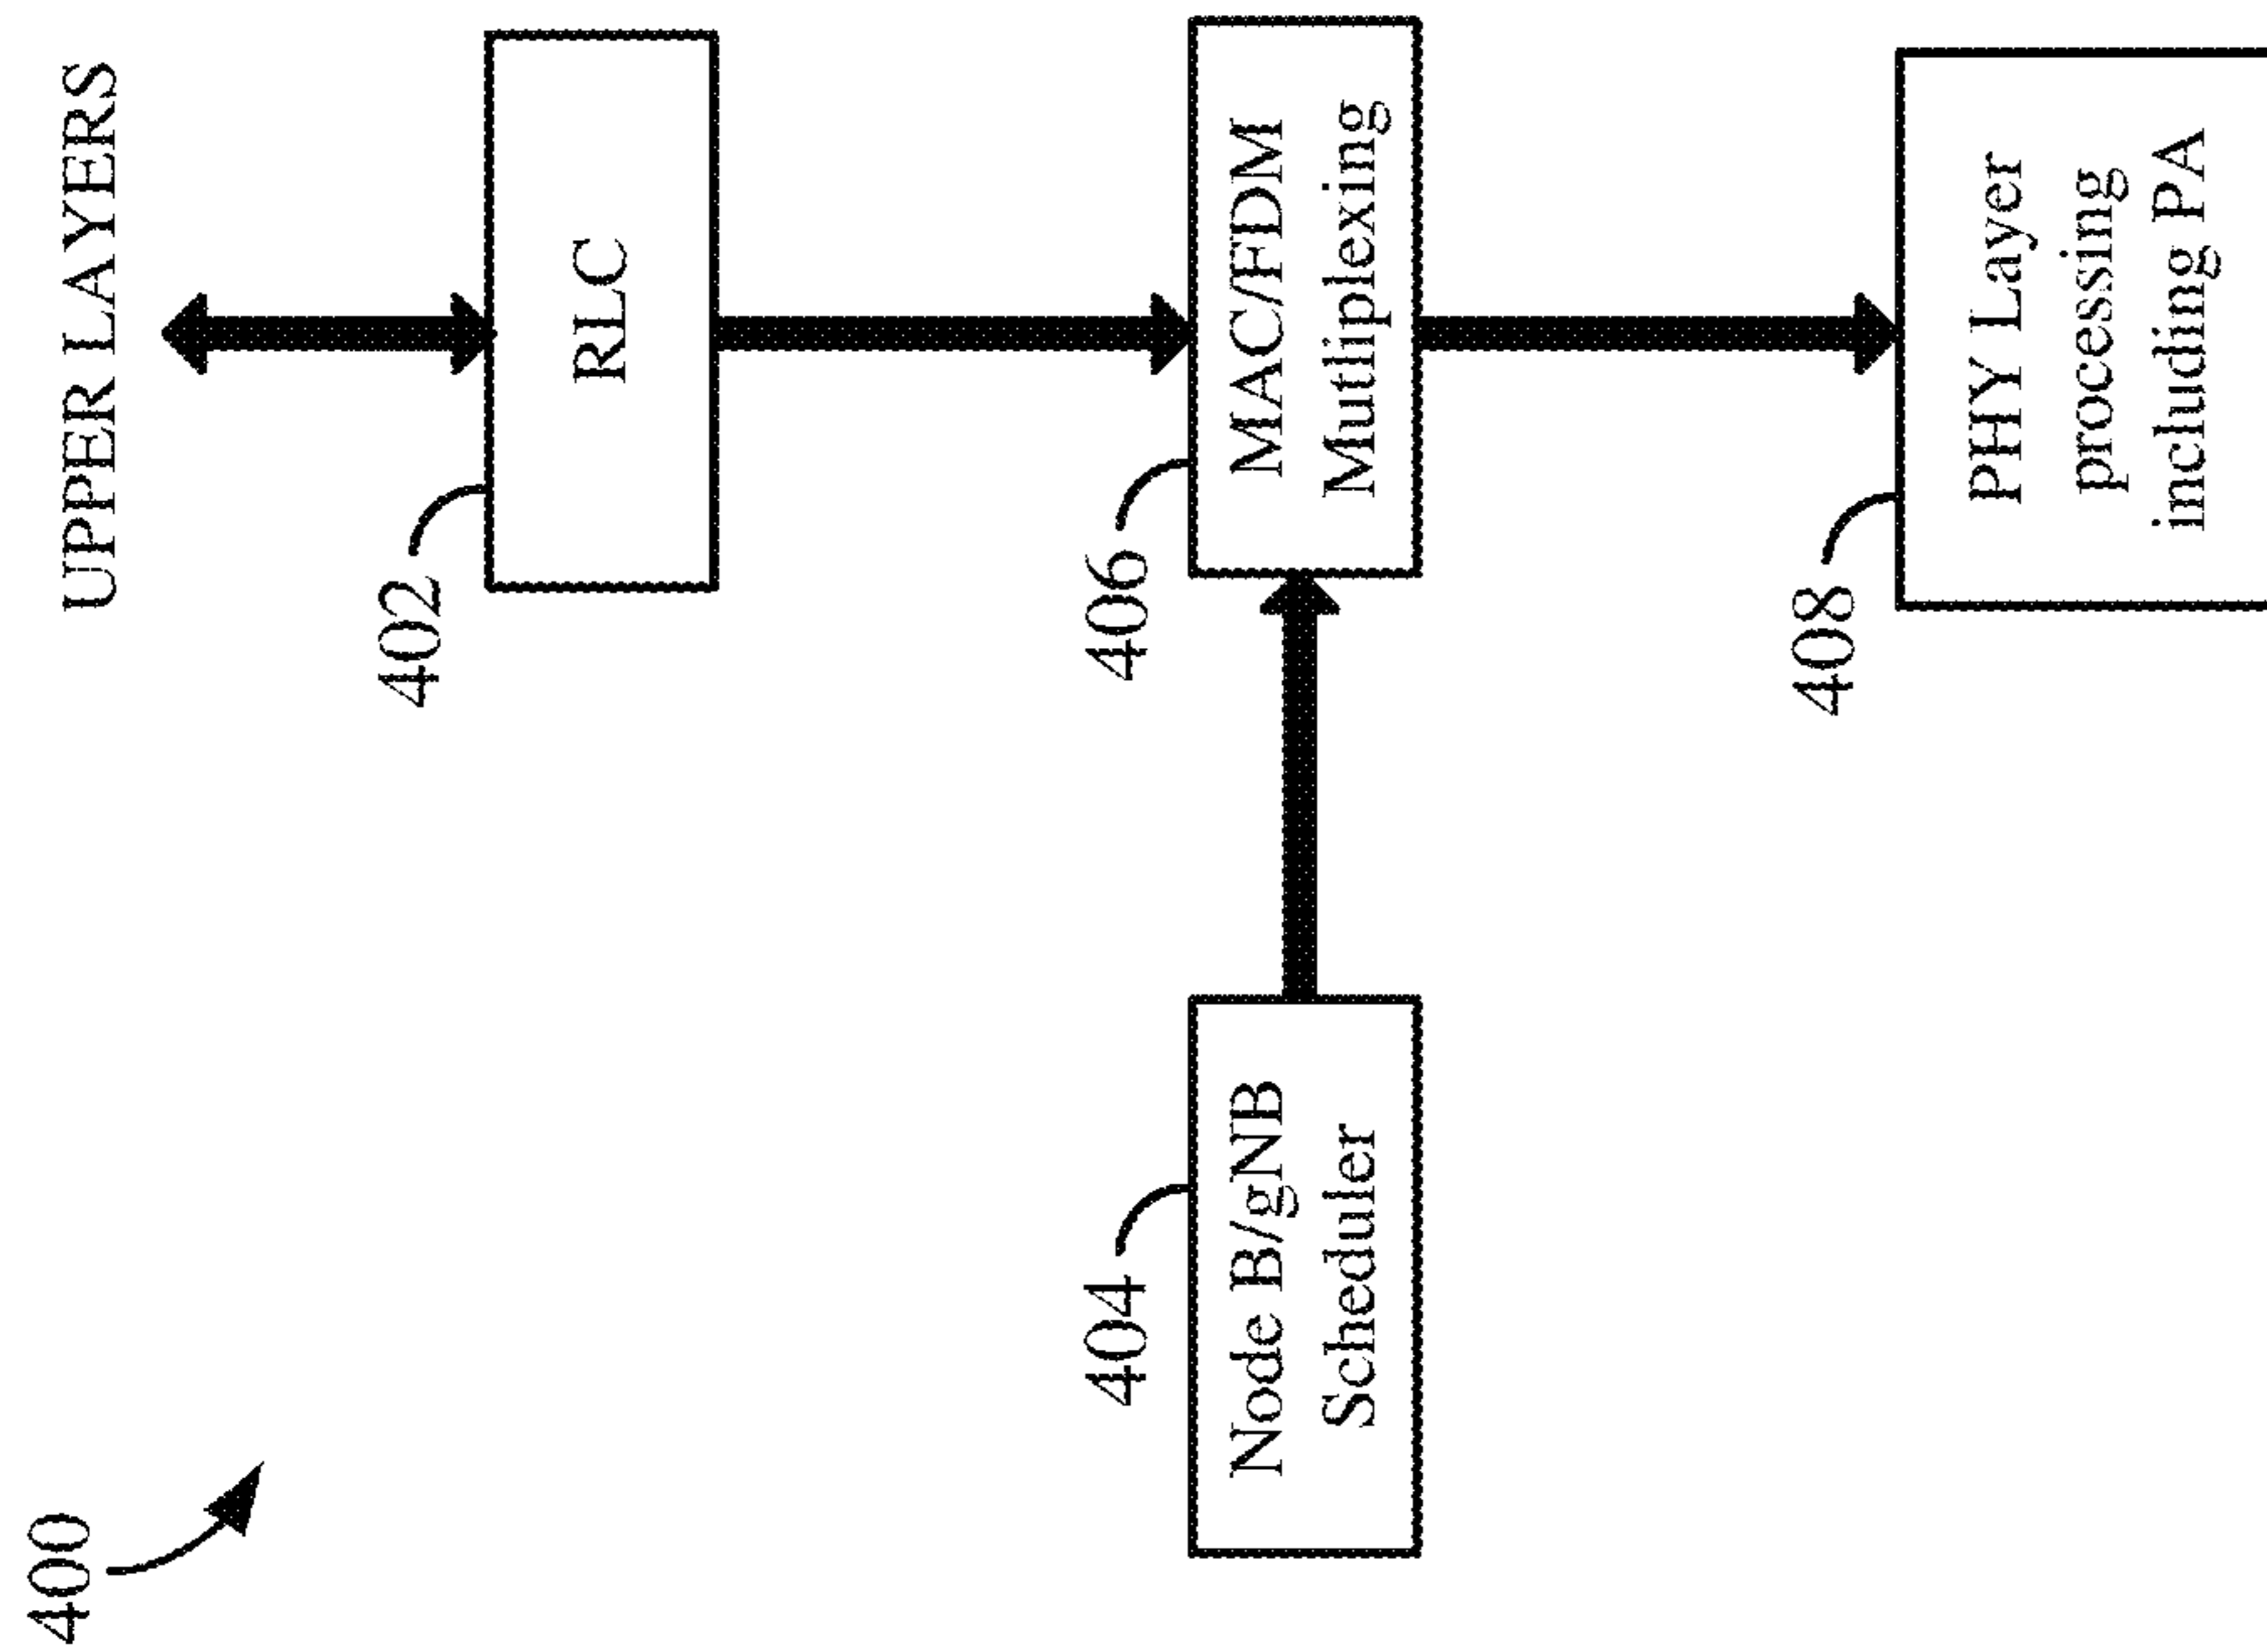 400
UPPER LAYERS
402
RLC
404
Node B/gNB
Scheduler
406
MAC/FDM
Mutliplexing
408
PHY Layer
processing
including PA